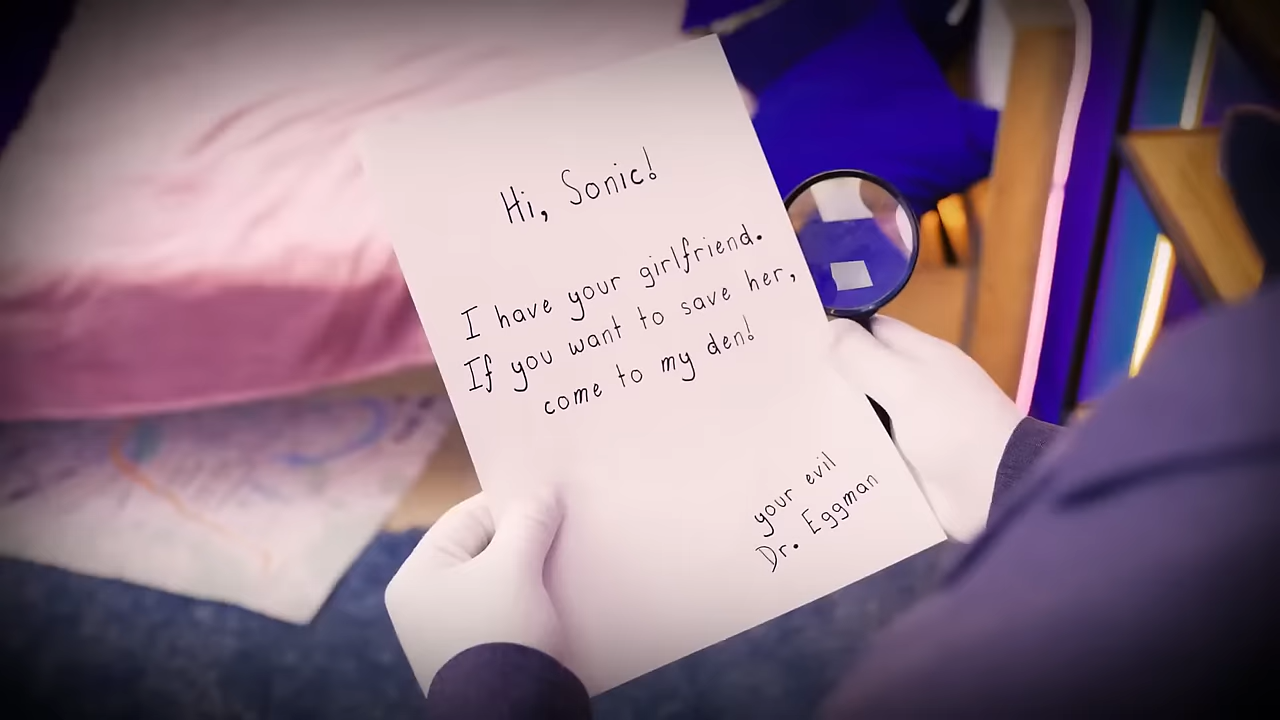 Hi, Sonic!
I have your girlfriend.
If you want to save her,
come to my den!
your evil
Dr. Eggman